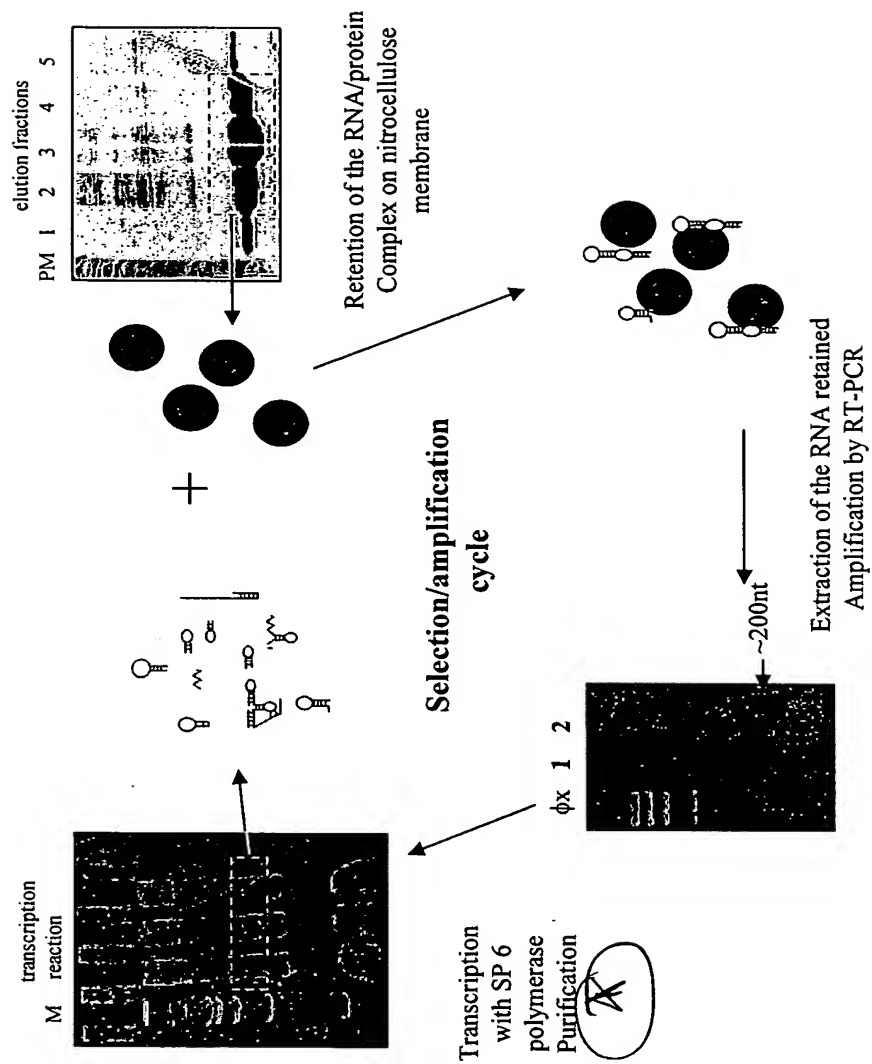 transcription
M reaction
elution fractions
PM 1 2 3 4 5
+
Retention of the RNA/protein
Complex on nitrocellulose
membrane
Selection/amplification
cycle
ϕx 1 2
~200nt
Extraction of the RNA retained
Amplification by RT-PCR
Transcription
with SP 6
polymerase
Purification